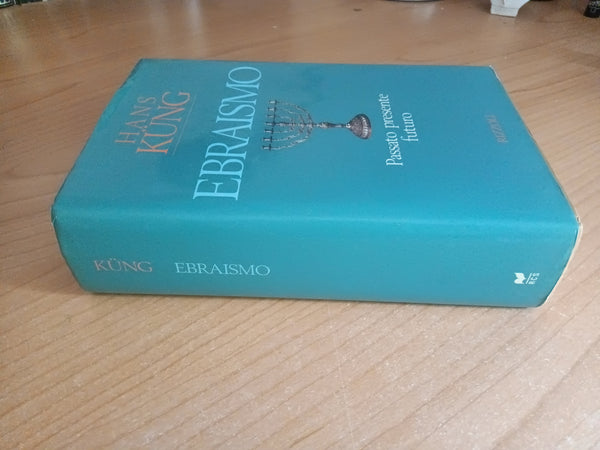 HANS
KÜNG
EBRAISMO
Passato presente
futuro
RIZZOLI
KÜNG EBRAISMO